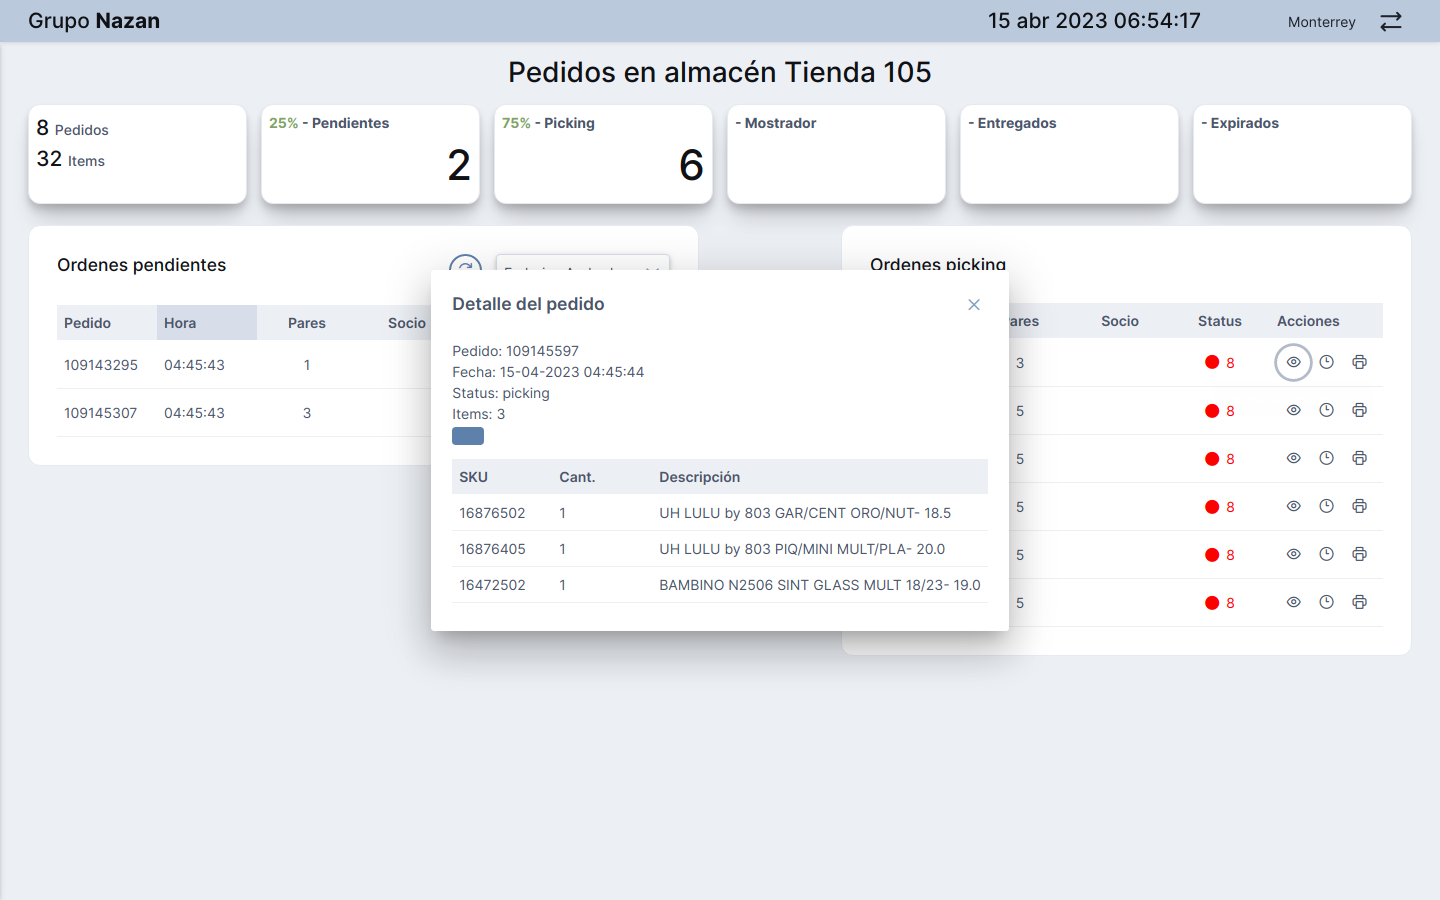 Grupo Nazan
15 abr 2023 06:54:17
Monterrey
Pedidos en almacén Tienda 105
8 Pedidos
32 Items
25% - Pendientes
2
75% - Picking
6
- Mostrador
- Entregados
- Expirados
Ordenes pendientes
Pedido Hora Pares Socio
109143295 04:45:43 1
109145307 04:45:43 3
Ordenes picking
Socio Status Acciones
3 8
5 8
5 8
5 8
5 8
5 8
Detalle del pedido
Pedido: 109145597
Fecha: 15-04-2023 04:45:44
Status: picking
Items: 3
SKU Cant. Descripción
16876502 1 UH LULU by 803 GAR/CENT ORO/NUT- 18.5
16876405 1 UH LULU by 803 PIQ/MINI MULT/PLA- 20.0
16472502 1 BAMBINO N2506 SINT GLASS MULT 18/23- 19.0